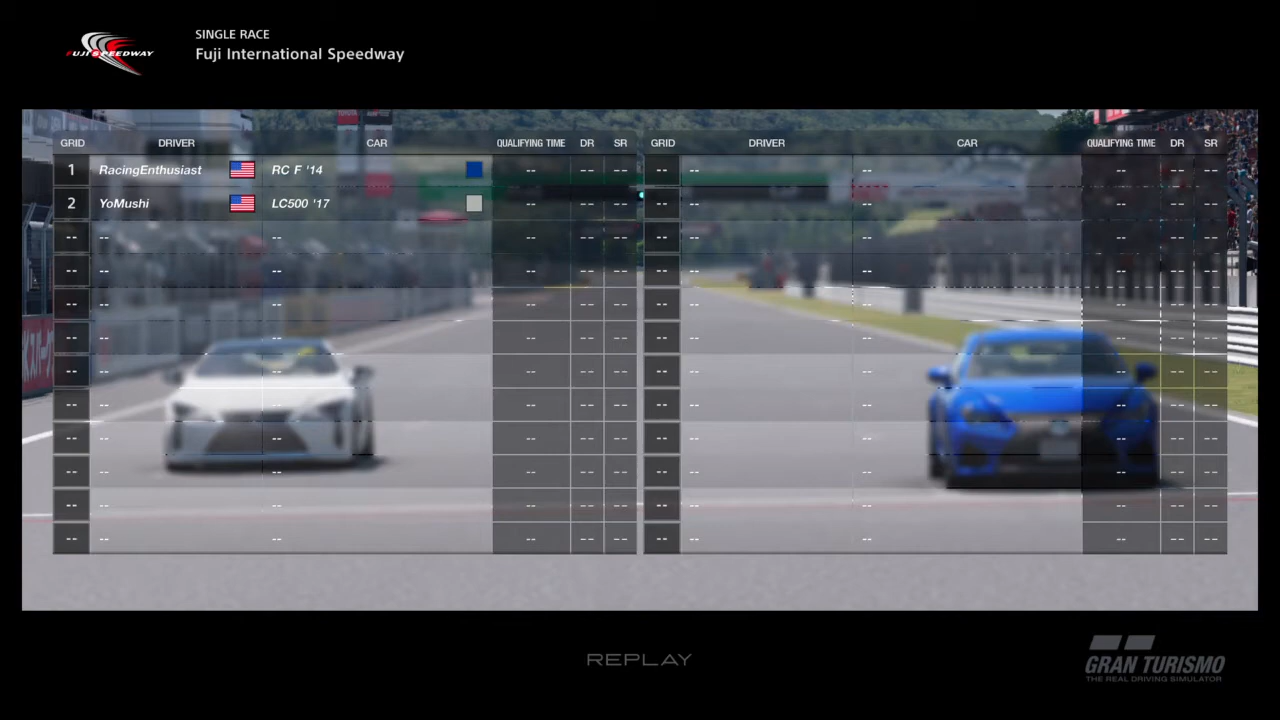 FUJI SPEEDWAY
SINGLE RACE
Fuji International Speedway
GRID DRIVER CAR QUALIFYING TIME DR SR GRID DRIVER CAR QUALIFYING TIME DR SR
1 RacingEnthusiast RC F '14 -- -- -- -- -- -- -- -- --
2 YoMushi LC500 '17 -- -- -- -- -- -- -- -- --
-- -- -- -- -- -- -- -- -- -- -- --
-- -- -- -- -- -- -- -- -- -- -- --
-- -- -- -- -- -- -- -- -- -- -- --
-- -- -- -- -- -- -- -- -- -- -- --
-- -- -- -- -- -- -- -- -- -- -- --
-- -- -- -- -- -- -- -- -- -- -- --
-- -- -- -- -- -- -- -- -- -- -- --
-- -- -- -- -- -- -- -- -- -- -- --
-- -- -- -- -- -- -- -- -- -- -- --
-- -- -- -- -- -- -- -- -- -- -- --
REPLAY
GRAN TURISMO
THE REAL DRIVING SIMULATOR